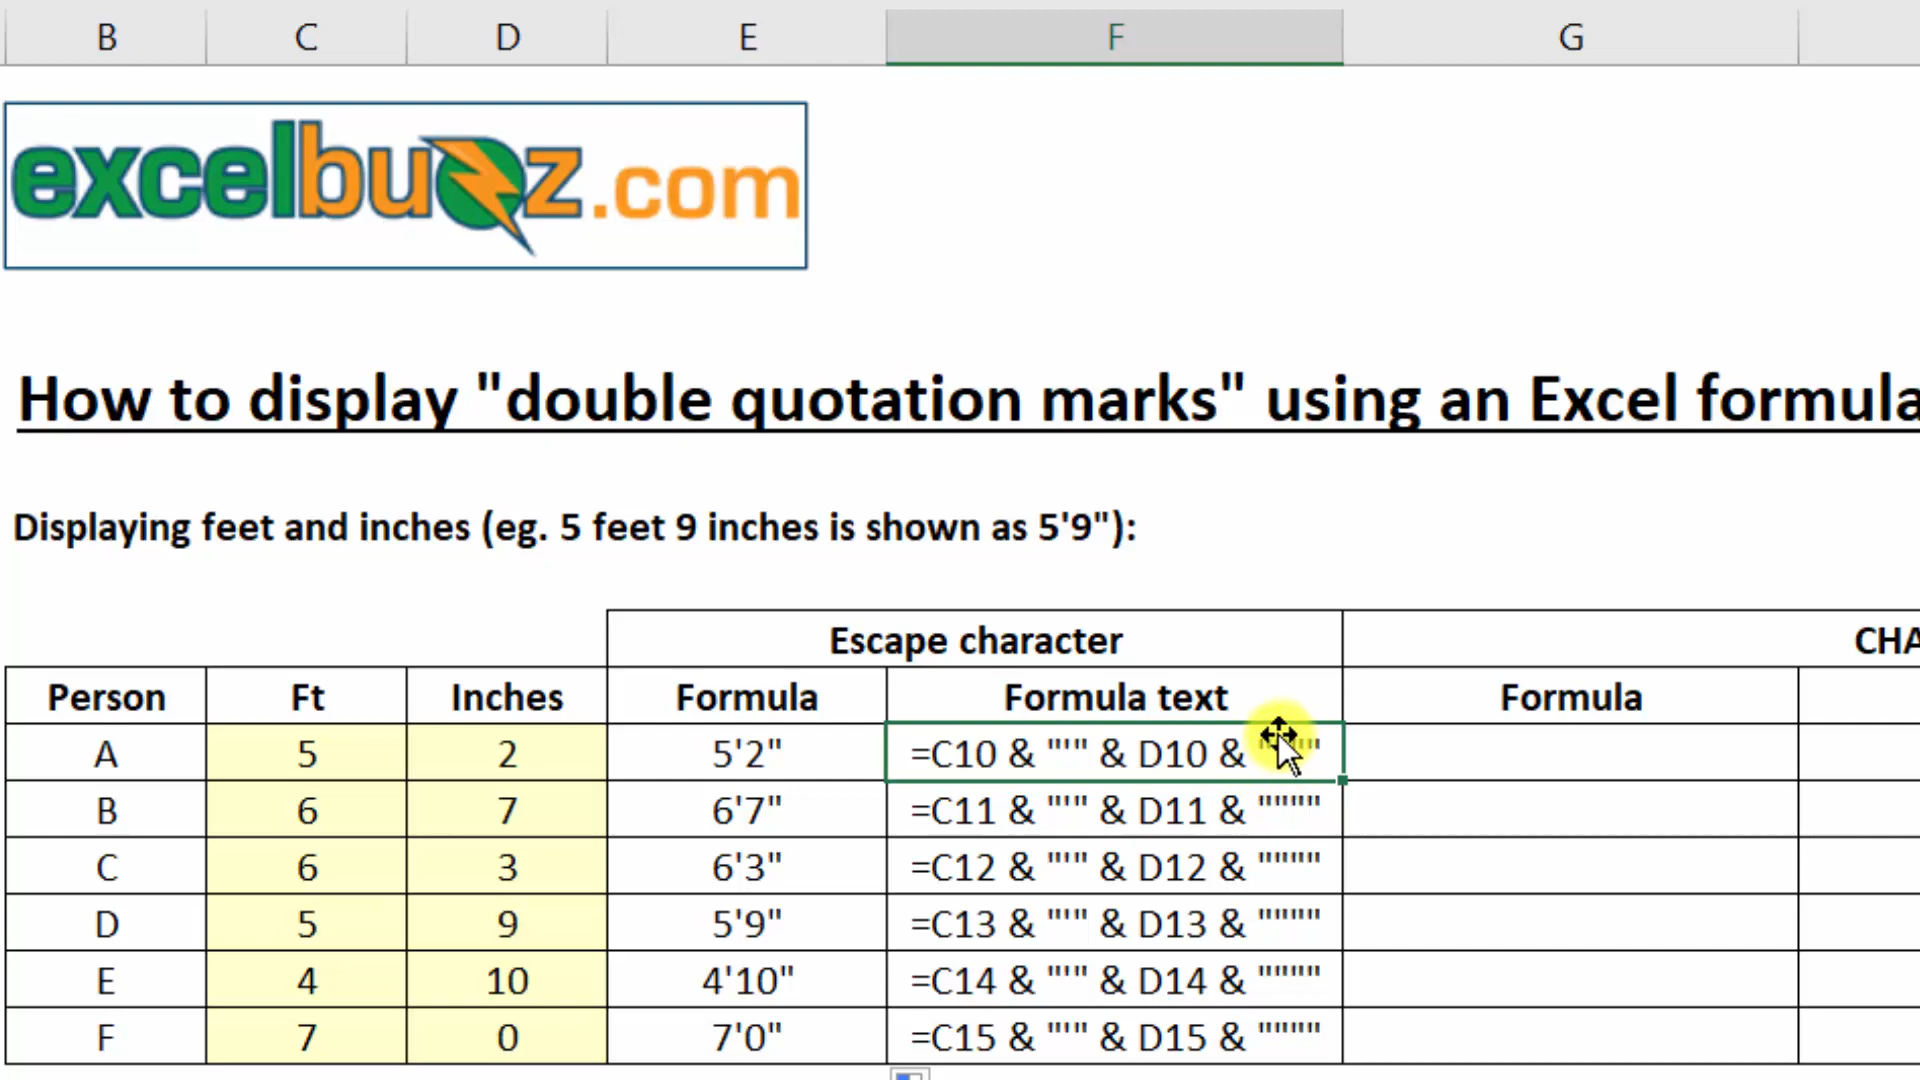 B C D E F G
excelbuzz.com
How to display "double quotation marks" using an Excel formula
Displaying feet and inches (eg. 5 feet 9 inches is shown as 5'9"):
Escape character CHA
Person Ft Inches Formula Formula text Formula
A 5 2 5'2" =C10 & "'" & D10 & """"
B 6 7 6'7" =C11 & "'" & D11 & """"
C 6 3 6'3" =C12 & "'" & D12 & """"
D 5 9 5'9" =C13 & "'" & D13 & """"
E 4 10 4'10" =C14 & "'" & D14 & """"
F 7 0 7'0" =C15 & "'" & D15 & """"